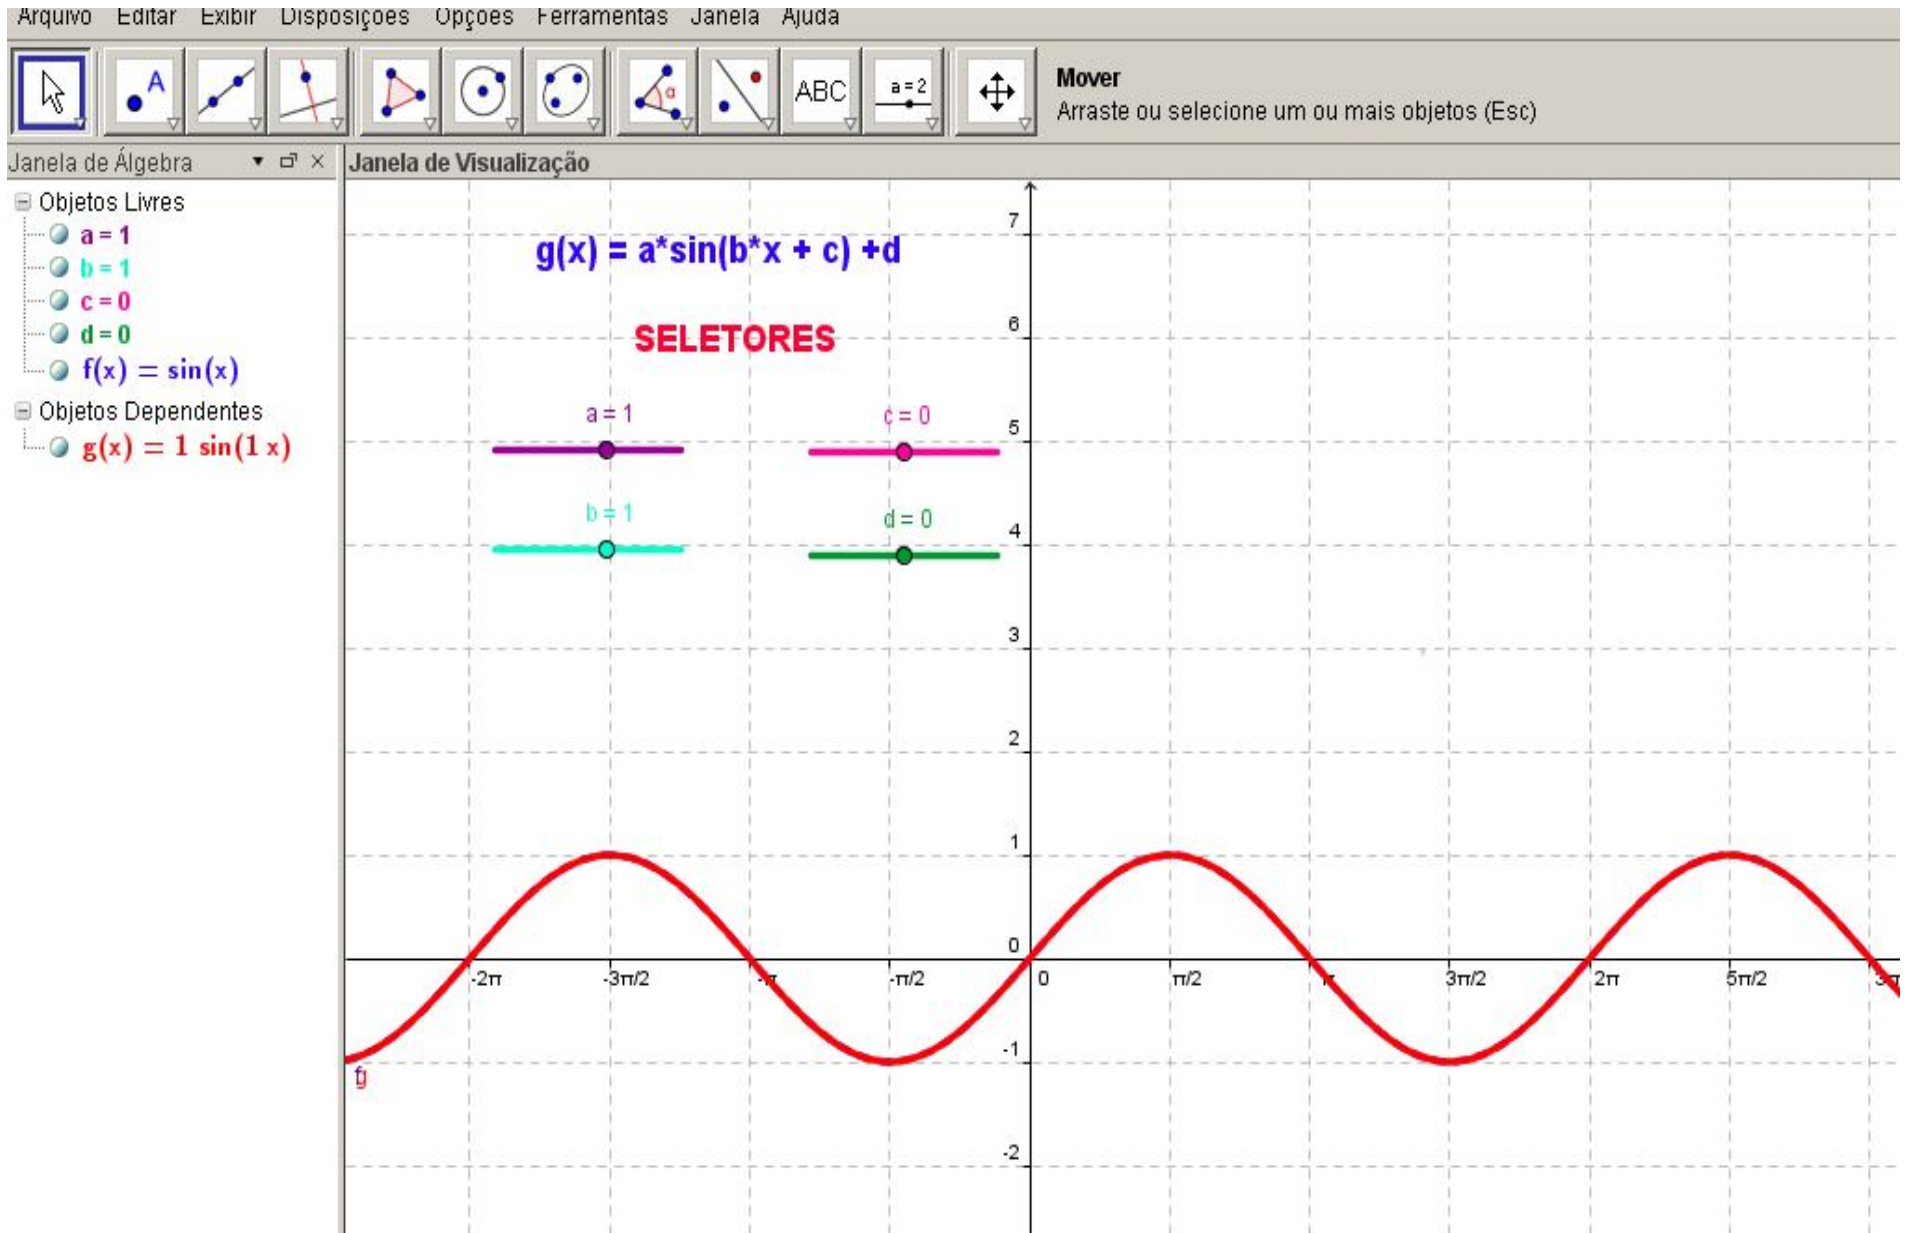 Arquivo Editar Exibir Disposições Opções Ferramentas Janela Ajuda
A
α
ABC
a = 2
Mover
Arraste ou selecione um ou mais objetos (Esc)
Janela de Álgebra
Janela de Visualização
Objetos Livres
a = 1
b = 1
c = 0
d = 0
f(x) = sin(x)
Objetos Dependentes
g(x) = 1 sin(1 x)
g(x) = a*sin(b*x + c) +d
SELETORES
a = 1
c = 0
b = 1
d = 0
7
6
5
4
3
2
1
0
-1
-2
-2π
-3π/2
-π
-π/2
0
π/2
π
3π/2
2π
5π/2
f
g